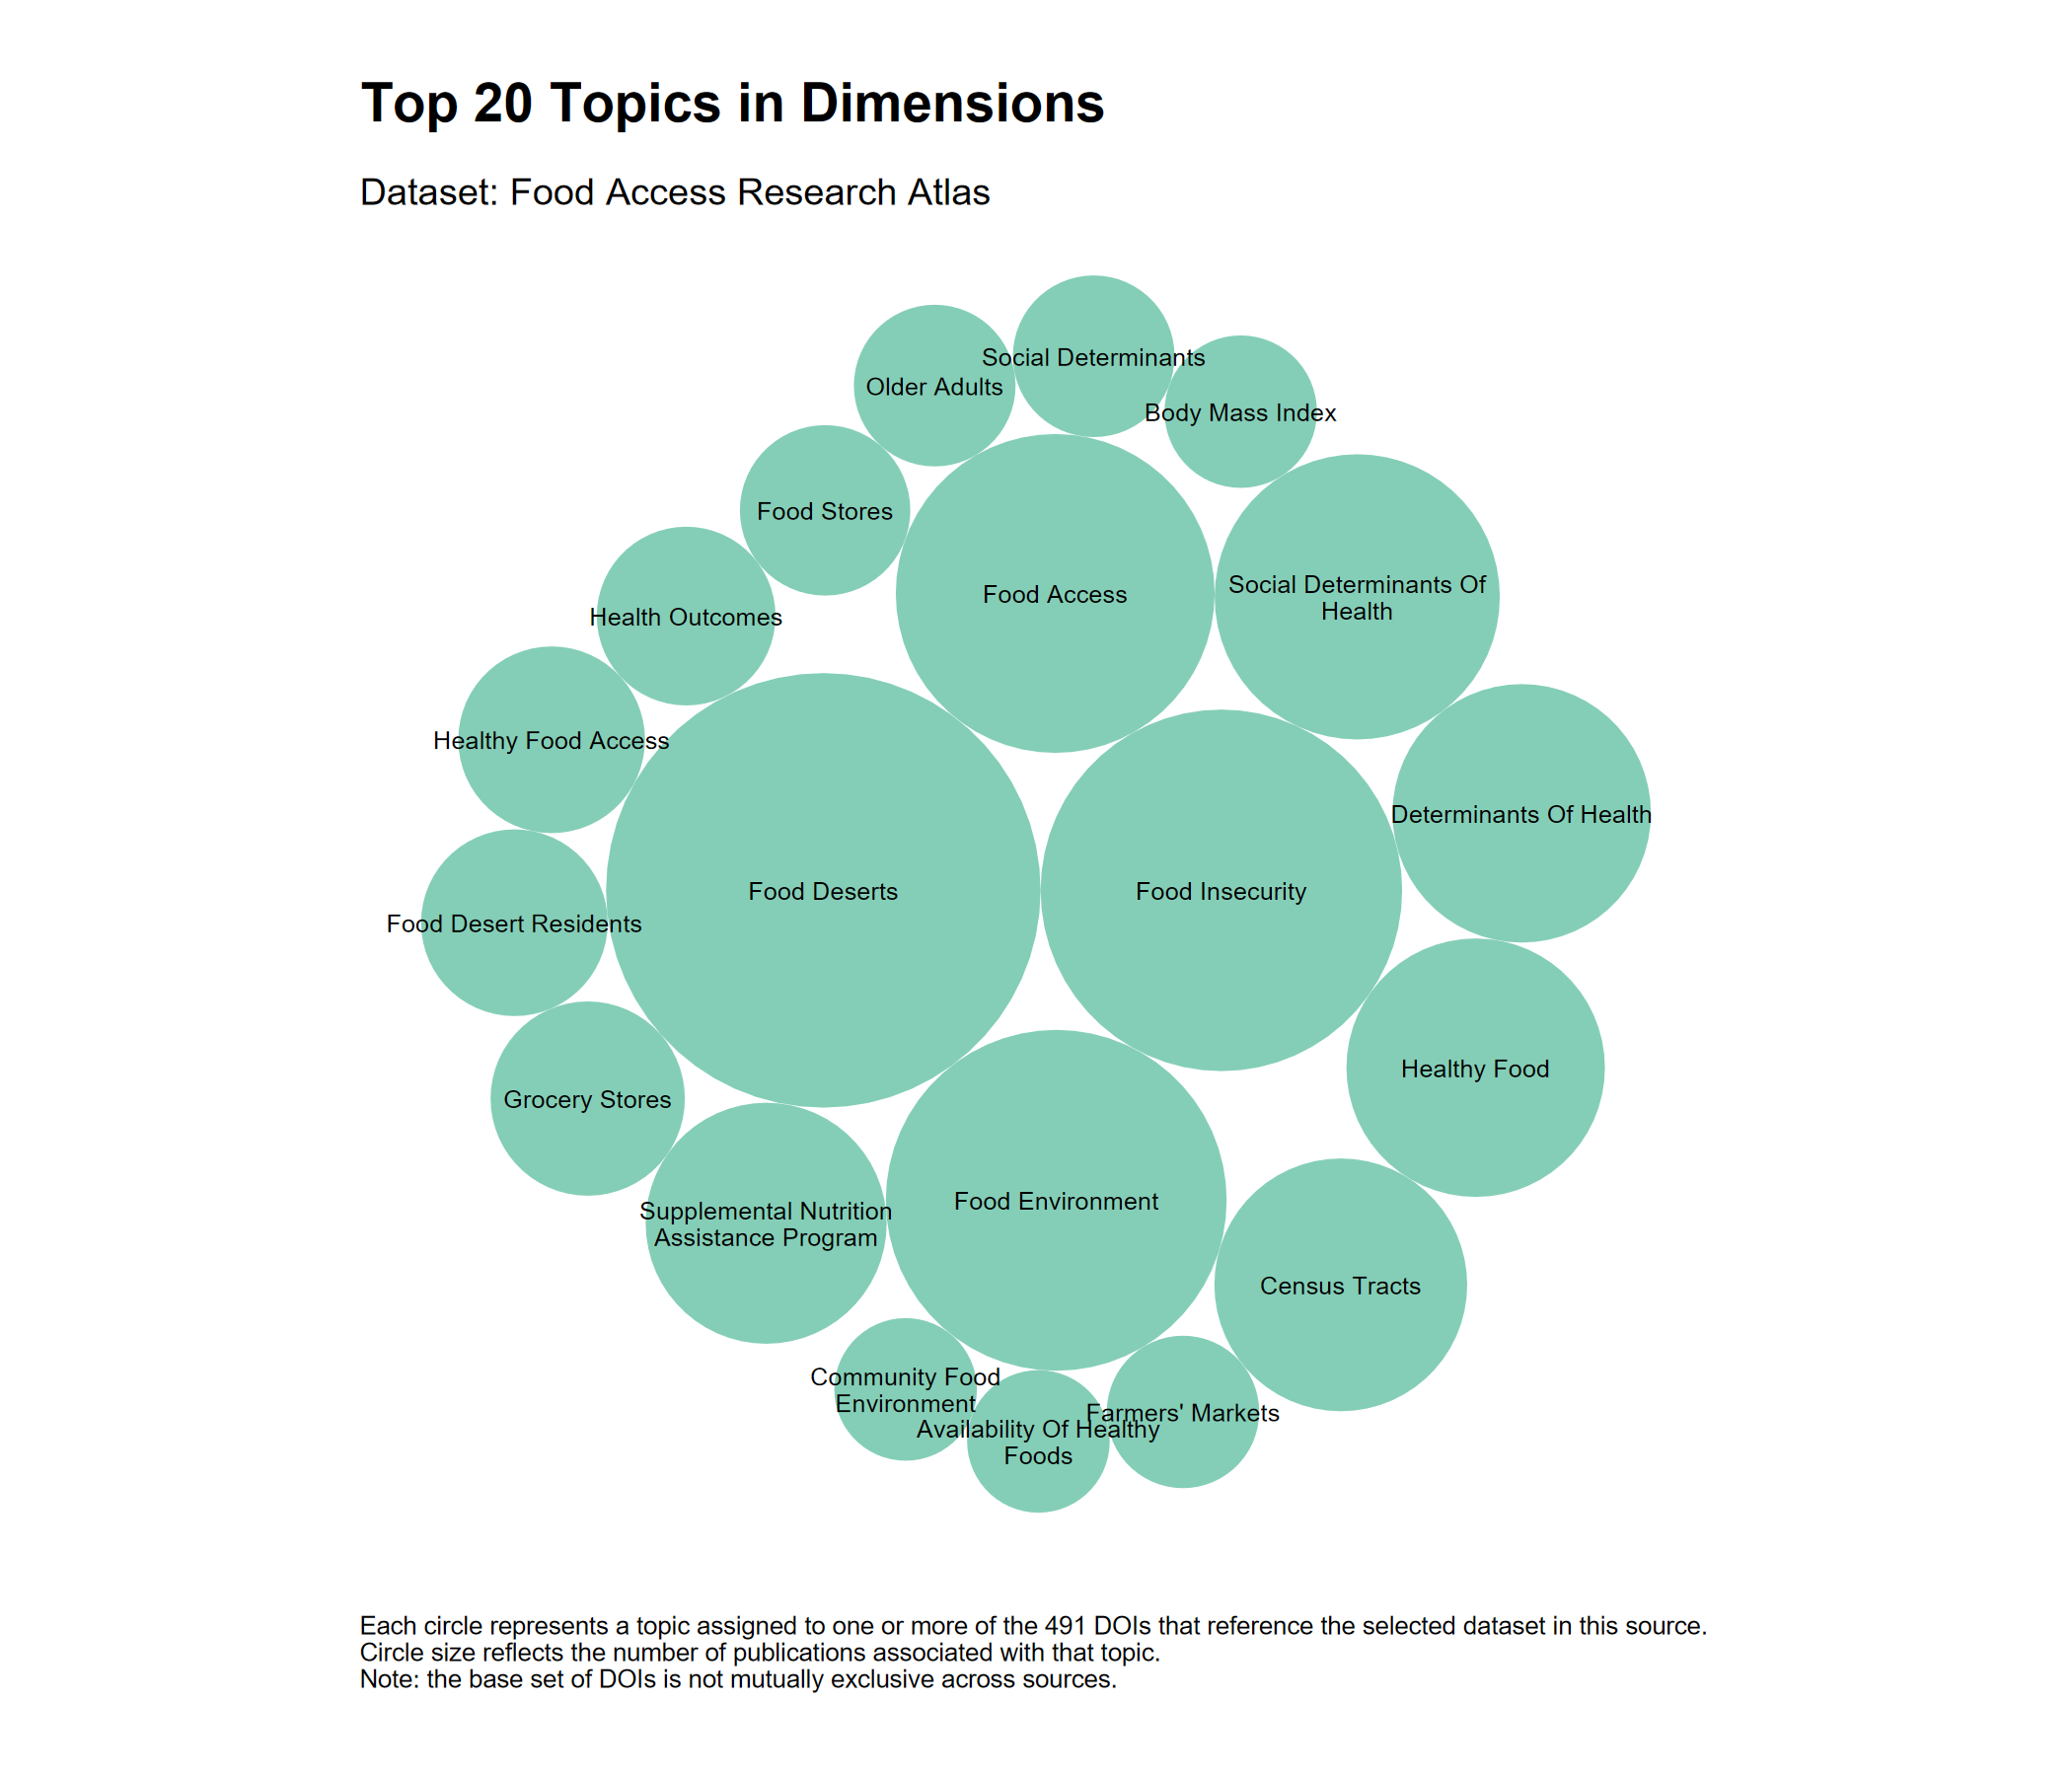 Top 20 Topics in Dimensions
Dataset: Food Access Research Atlas
Social Determinants
Older Adults
Body Mass Index
Food Stores
Food Access
Social Determinants Of
Health
Health Outcomes
Healthy Food Access
Determinants Of Health
Food Deserts
Food Insecurity
Food Desert Residents
Healthy Food
Grocery Stores
Supplemental Nutrition
Assistance Program
Food Environment
Census Tracts
Community Food
Environment
Availability Of Healthy
Foods
Farmers' Markets
Each circle represents a topic assigned to one or more of the 491 DOIs that reference the selected dataset in this source.
Circle size reflects the number of publications associated with that topic.
Note: the base set of DOIs is not mutually exclusive across sources.